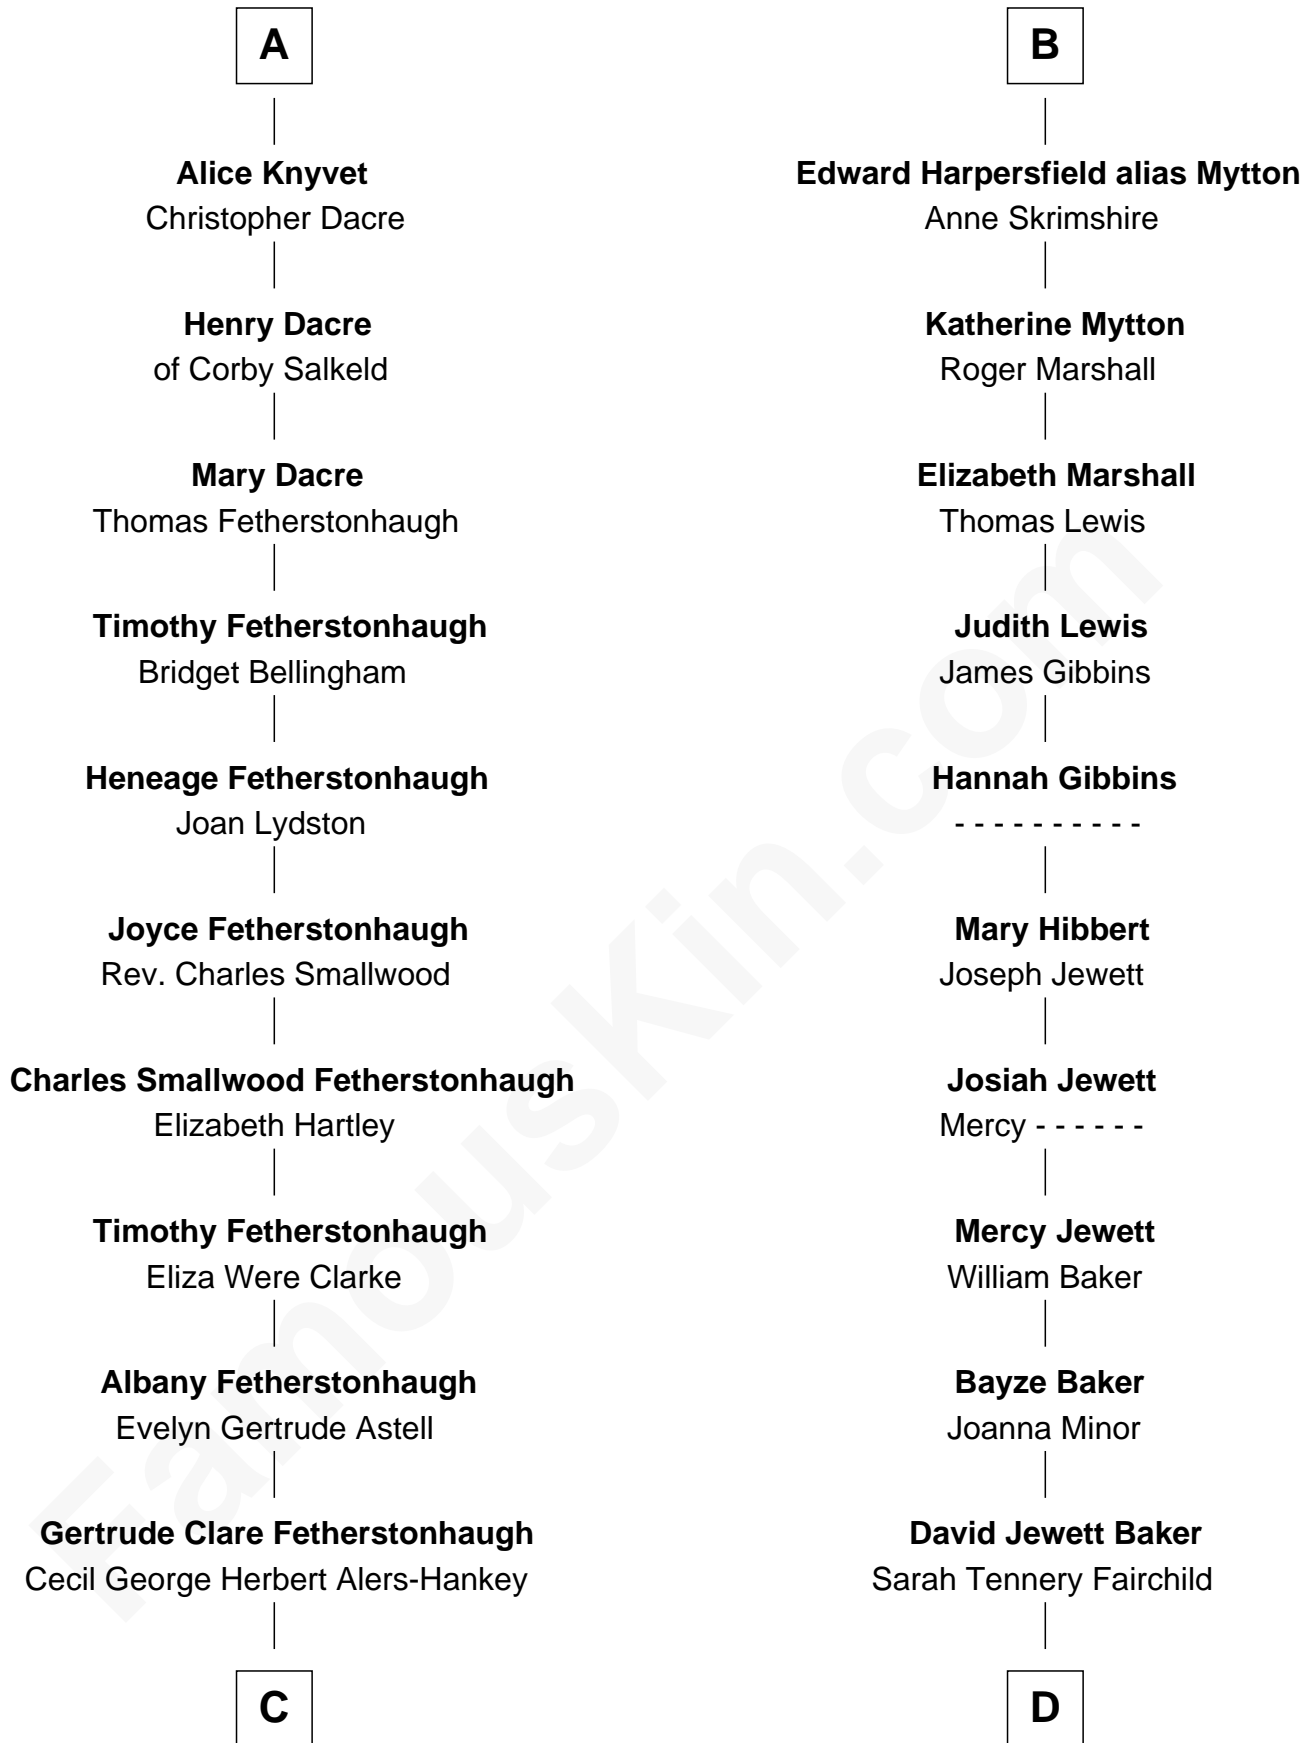 A
Alice Knyvet
Christopher Dacre
Henry Dacre
of Corby Salkeld
Mary Dacre
Thomas Fetherstonhaugh
Timothy Fetherstonhaugh
Bridget Bellingham
Heneage Fetherstonhaugh
Joan Lydston
Joyce Fetherstonhaugh
Rev. Charles Smallwood
Charles Smallwood Fetherstonhaugh
Elizabeth Hartley
Timothy Fetherstonhaugh
Eliza Were Clarke
Albany Fetherstonhaugh
Evelyn Gertrude Astell
Gertrude Clare Fetherstonhaugh
Cecil George Herbert Alers-Hankey
C
B
Edward Harpersfield alias Mytton
Anne Skrimshire
Katherine Mytton
Roger Marshall
Elizabeth Marshall
Thomas Lewis
Judith Lewis
James Gibbins
Hannah Gibbins
- - - - - - - - - -
Mary Hibbert
Joseph Jewett
Josiah Jewett
Mercy - - - - - -
Mercy Jewett
William Baker
Bayze Baker
Joanna Minor
David Jewett Baker
Sarah Tennery Fairchild
D
FamousKin.com